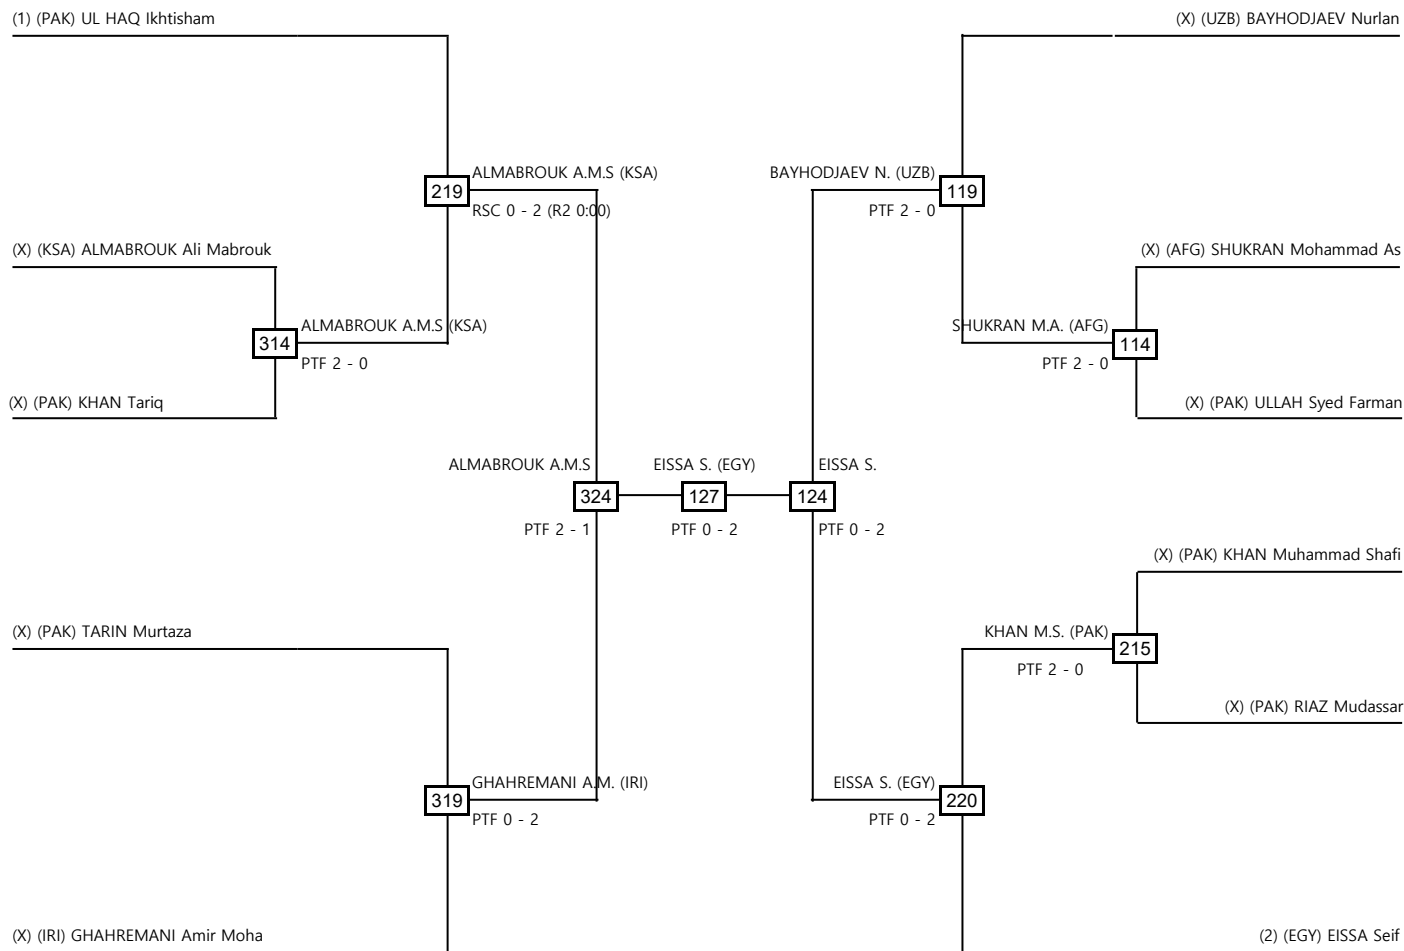 (1) (PAK) UL HAQ Ikhtisham
(X) (UZB) BAYHODJAEV Nurlan
ALMABROUK A.M.S (KSA)
219
RSC 0 - 2 (R2 0:00)
BAYHODJAEV N. (UZB)
119
PTF 2 - 0
(X) (KSA) ALMABROUK Ali Mabrouk
(X) (AFG) SHUKRAN Mohammad As
ALMABROUK A.M.S (KSA)
314
PTF 2 - 0
SHUKRAN M.A. (AFG)
114
PTF 2 - 0
(X) (PAK) KHAN Tariq
(X) (PAK) ULLAH Syed Farman
ALMABROUK A.M.S
324
PTF 2 - 1
EISSA S. (EGY)
127
PTF 0 - 2
EISSA S.
124
PTF 0 - 2
(X) (PAK) KHAN Muhammad Shafi
(X) (PAK) TARIN Murtaza
KHAN M.S. (PAK)
215
PTF 2 - 0
(X) (PAK) RIAZ Mudassar
GHAHREMANI A.M. (IRI)
319
PTF 0 - 2
EISSA S. (EGY)
220
PTF 0 - 2
(X) (IRI) GHAHREMANI Amir Moha
(2) (EGY) EISSA Seif